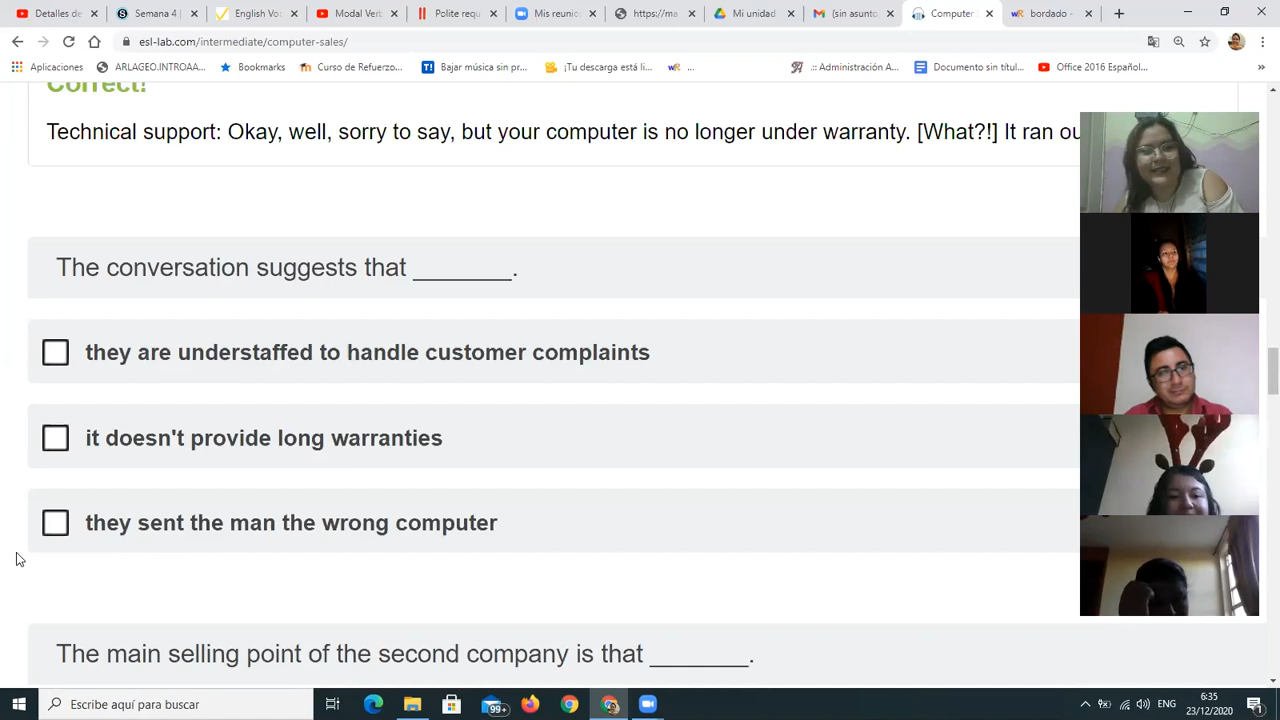 Detalles de
Semana 4 |
English Vo
Modal Verb
Polite requ
Mis reunio
https://ma
Mi unidad
(sin asunto
Computer
bordado -
esl-lab.com/intermediate/computer-sales/
Aplicaciones
ARLAGEO.INTROAA...
Bookmarks
Curso de Refuerzo...
Bajar música sin pr...
¡Tu descarga está li...
...
.:: Administración A...
Documento sin títul...
Office 2016 Español...
»
Correct!
Technical support: Okay, well, sorry to say, but your computer is no longer under warranty. [What?!] It ran ou
The conversation suggests that ________.
they are understaffed to handle customer complaints
it doesn't provide long warranties
they sent the man the wrong computer
The main selling point of the second company is that ________.
Escribe aquí para buscar
99+
ENG
6:35
23/12/2020